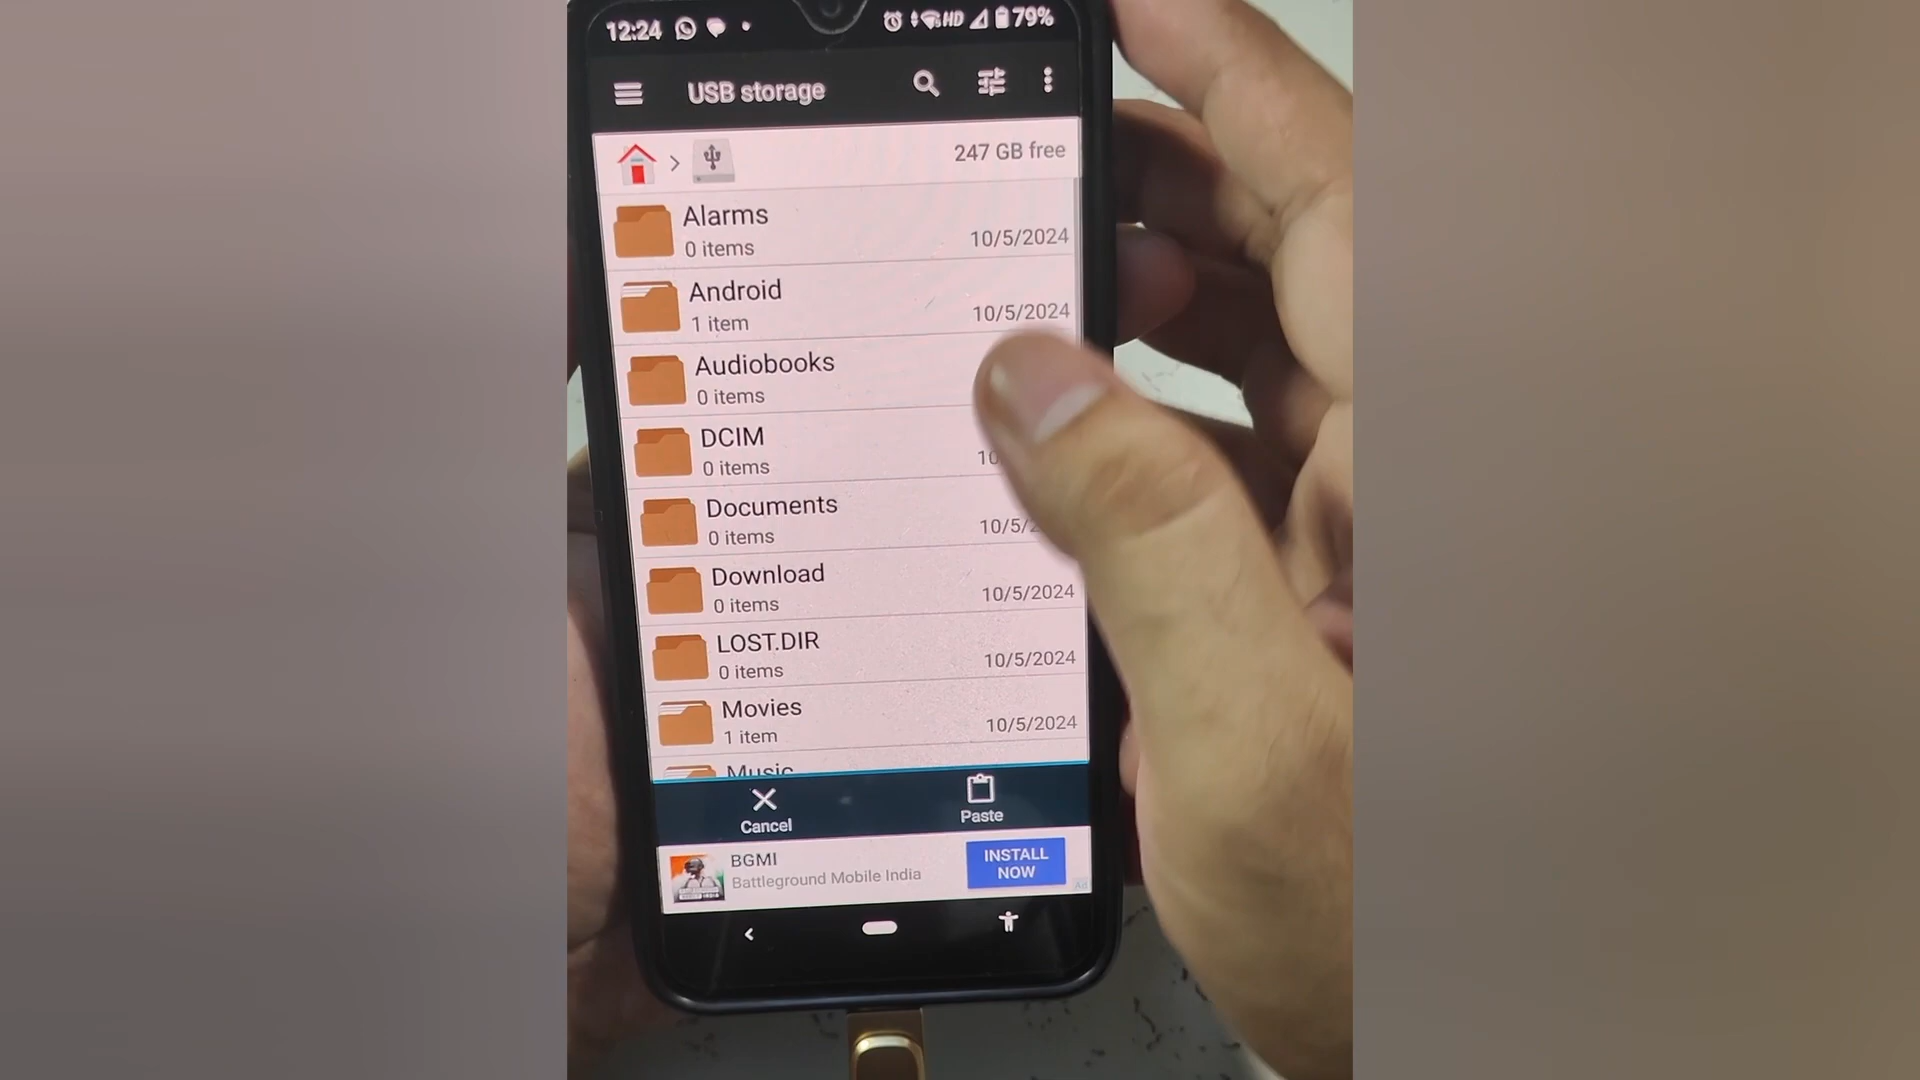 12:24
HD 79%
USB storage
247 GB free
Alarms
0 items 10/5/2024
Android
1 item 10/5/2024
Audiobooks
0 items
DCIM
0 items 10
Documents
0 items 10/5/2
Download
0 items 10/5/2024
LOST.DIR
0 items 10/5/2024
Movies
1 item 10/5/2024
Music
Cancel Paste
BGMI
Battleground Mobile India
INSTALL
NOW
Ad